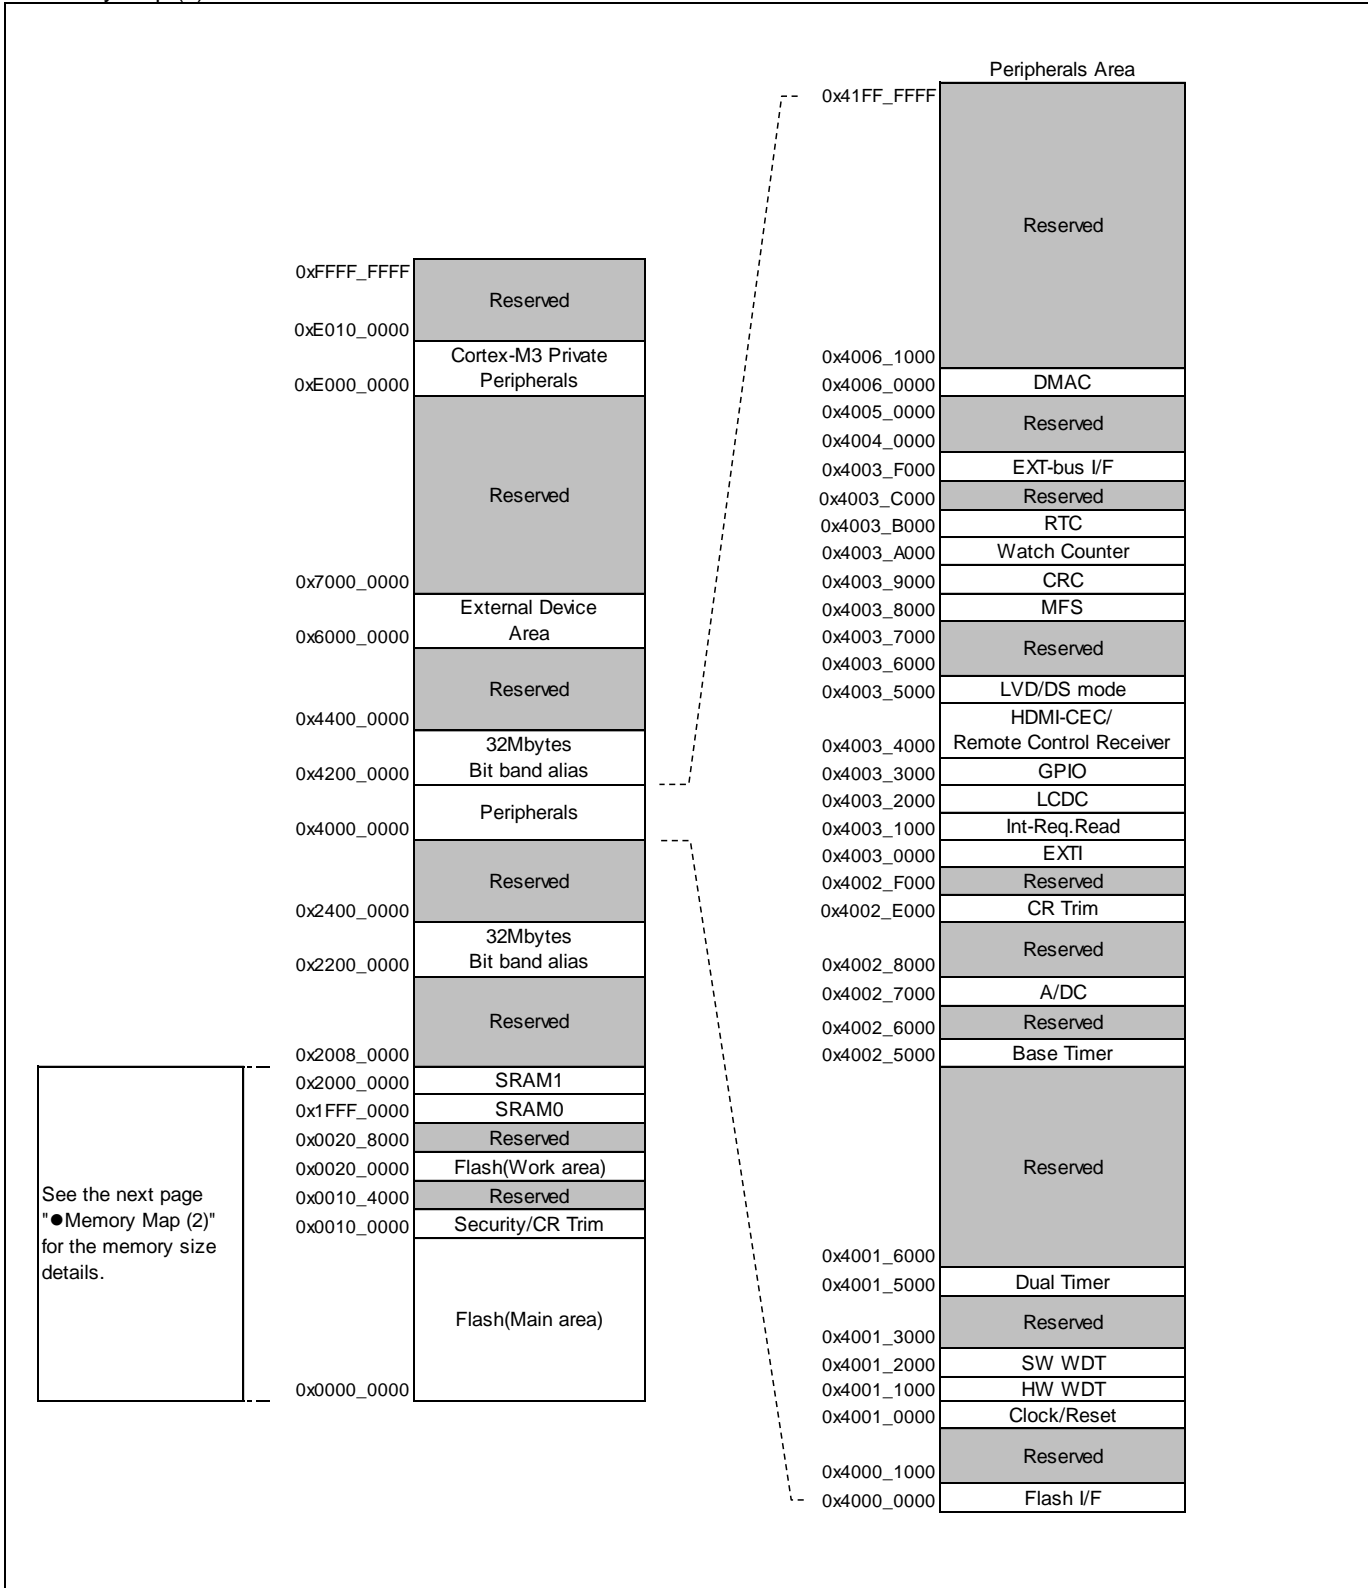 Peripherals Area
0x41FF_FFFF
Reserved
0x4006_1000
0x4006_0000 DMAC
0x4005_0000
Reserved
0x4004_0000
0x4003_F000 EXT-bus I/F
0x4003_C000 Reserved
0x4003_B000 RTC
0x4003_A000 Watch Counter
0x4003_9000 CRC
0x4003_8000 MFS
0x4003_7000
Reserved
0x4003_6000
0x4003_5000 LVD/DS mode
HDMI-CEC/
0x4003_4000 Remote Control Receiver
0x4003_3000 GPIO
0x4003_2000 LCDC
0x4003_1000 Int-Req.Read
0x4003_0000 EXTI
0x4002_F000 Reserved
0x4002_E000 CR Trim
Reserved
0x4002_8000
0x4002_7000 A/DC
0x4002_6000 Reserved
0x4002_5000 Base Timer
Reserved
0x4001_6000
0x4001_5000 Dual Timer
Reserved
0x4001_3000
0x4001_2000 SW WDT
0x4001_1000 HW WDT
0x4001_0000 Clock/Reset
Reserved
0x4000_1000
0x4000_0000 Flash I/F
0xFFFF_FFFF
Reserved
0xE010_0000
Cortex-M3 Private
0xE000_0000 Peripherals
Reserved
0x7000_0000
External Device
0x6000_0000 Area
Reserved
0x4400_0000
32Mbytes
0x4200_0000 Bit band alias
Peripherals
0x4000_0000
Reserved
0x2400_0000
32Mbytes
0x2200_0000 Bit band alias
Reserved
0x2008_0000
0x2000_0000 SRAM1
0x1FFF_0000 SRAM0
0x0020_8000 Reserved
0x0020_0000 Flash(Work area)
0x0010_4000 Reserved
0x0010_0000 Security/CR Trim
Flash(Main area)
0x0000_0000
See the next page
"●Memory Map (2)"
for the memory size
details.